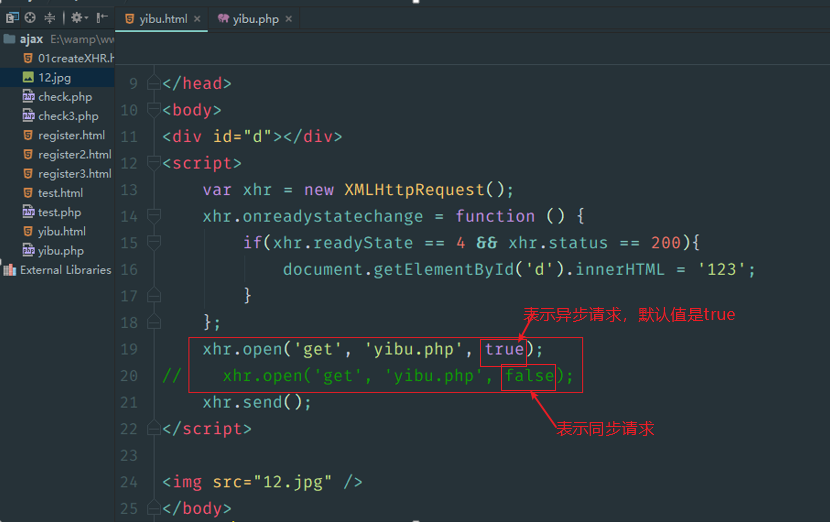 yibu.html
yibu.php
ajax E:\wamp\ww
01createXHR.h
12.jpg
check.php
check3.php
register.html
register2.html
register3.html
test.html
test.php
yibu.html
yibu.php
External Libraries
9 </head>
10 <body>
11 <div id="d"></div>
12 <script>
13 var xhr = new XMLHttpRequest();
14 xhr.onreadystatechange = function () {
15 if(xhr.readyState == 4 && xhr.status == 200){
16 document.getElementById('d').innerHTML = '123';
17 }
18 };
表示异步请求，默认值是true
19 xhr.open('get', 'yibu.php', true);
20 // xhr.open('get', 'yibu.php', false);
21 xhr.send();
22 </script>
表示同步请求
23
24 <img src="12.jpg" />
25 </body>